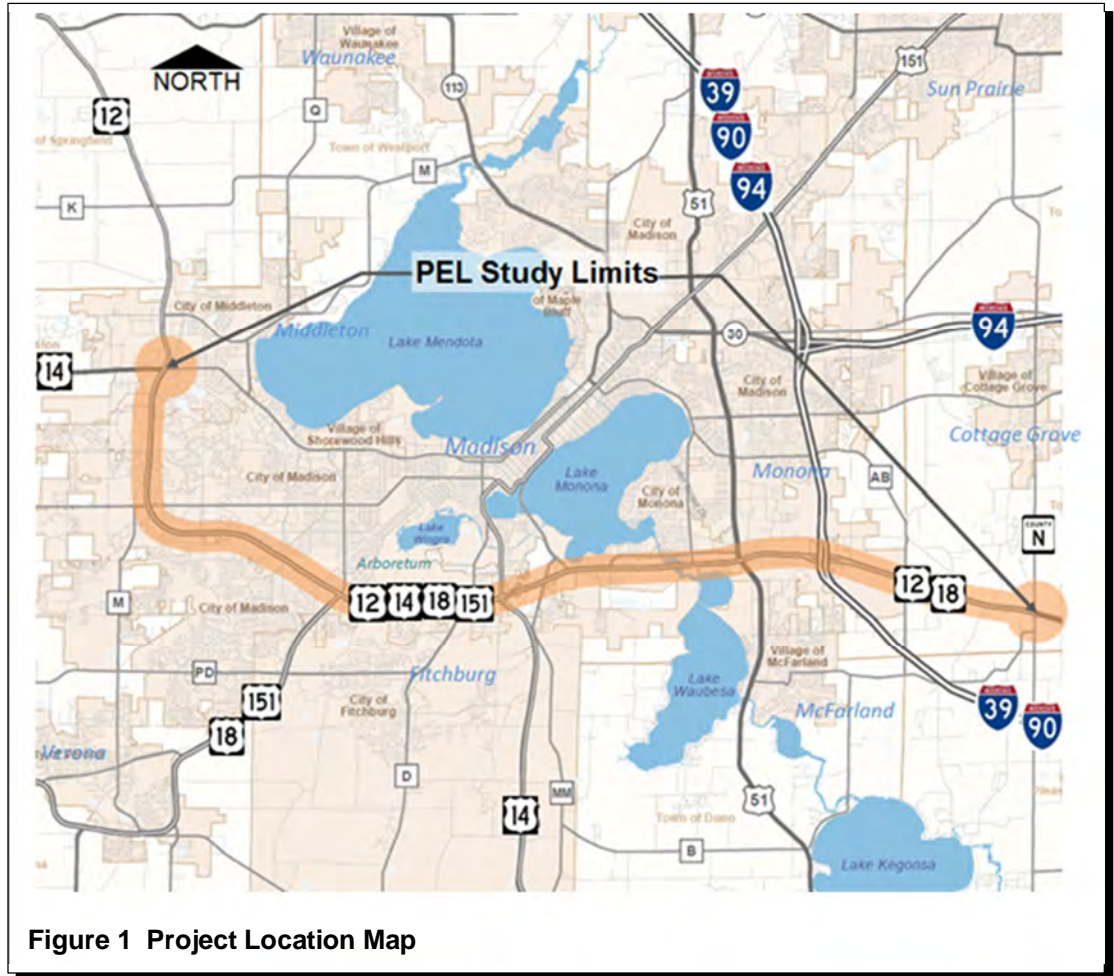 Village of
Waunakee
Waunakee
NORTH
113
151
39
Sun Prairie
12
90
Q
of Springfield
Town of Westport
M
94
K
51
City of
Madison
PEL Study Limits
City of Middleton
of Maple
Bluff
Middleton
Lake Mendota
30
94
14
City of
Madison
Village of
Cottage Grove
Village of
Shorewood Hills
Madison
Cottage Grove
Lake
Monona
Monona
City of Madison
AB
City of
Monona
COUNTY
N
Lake
Wingra
Arboretum
12
18
12
14
18
151
M
City of Madison
Village of
McFarland
PD
Fitchburg
Lake
Waubesa
151
City of
Fitchburg
McFarland
39
90
18
Verona
D
MM
14
51
Town of Dunn
B
Lake Kegonsa
Figure 1 Project Location Map